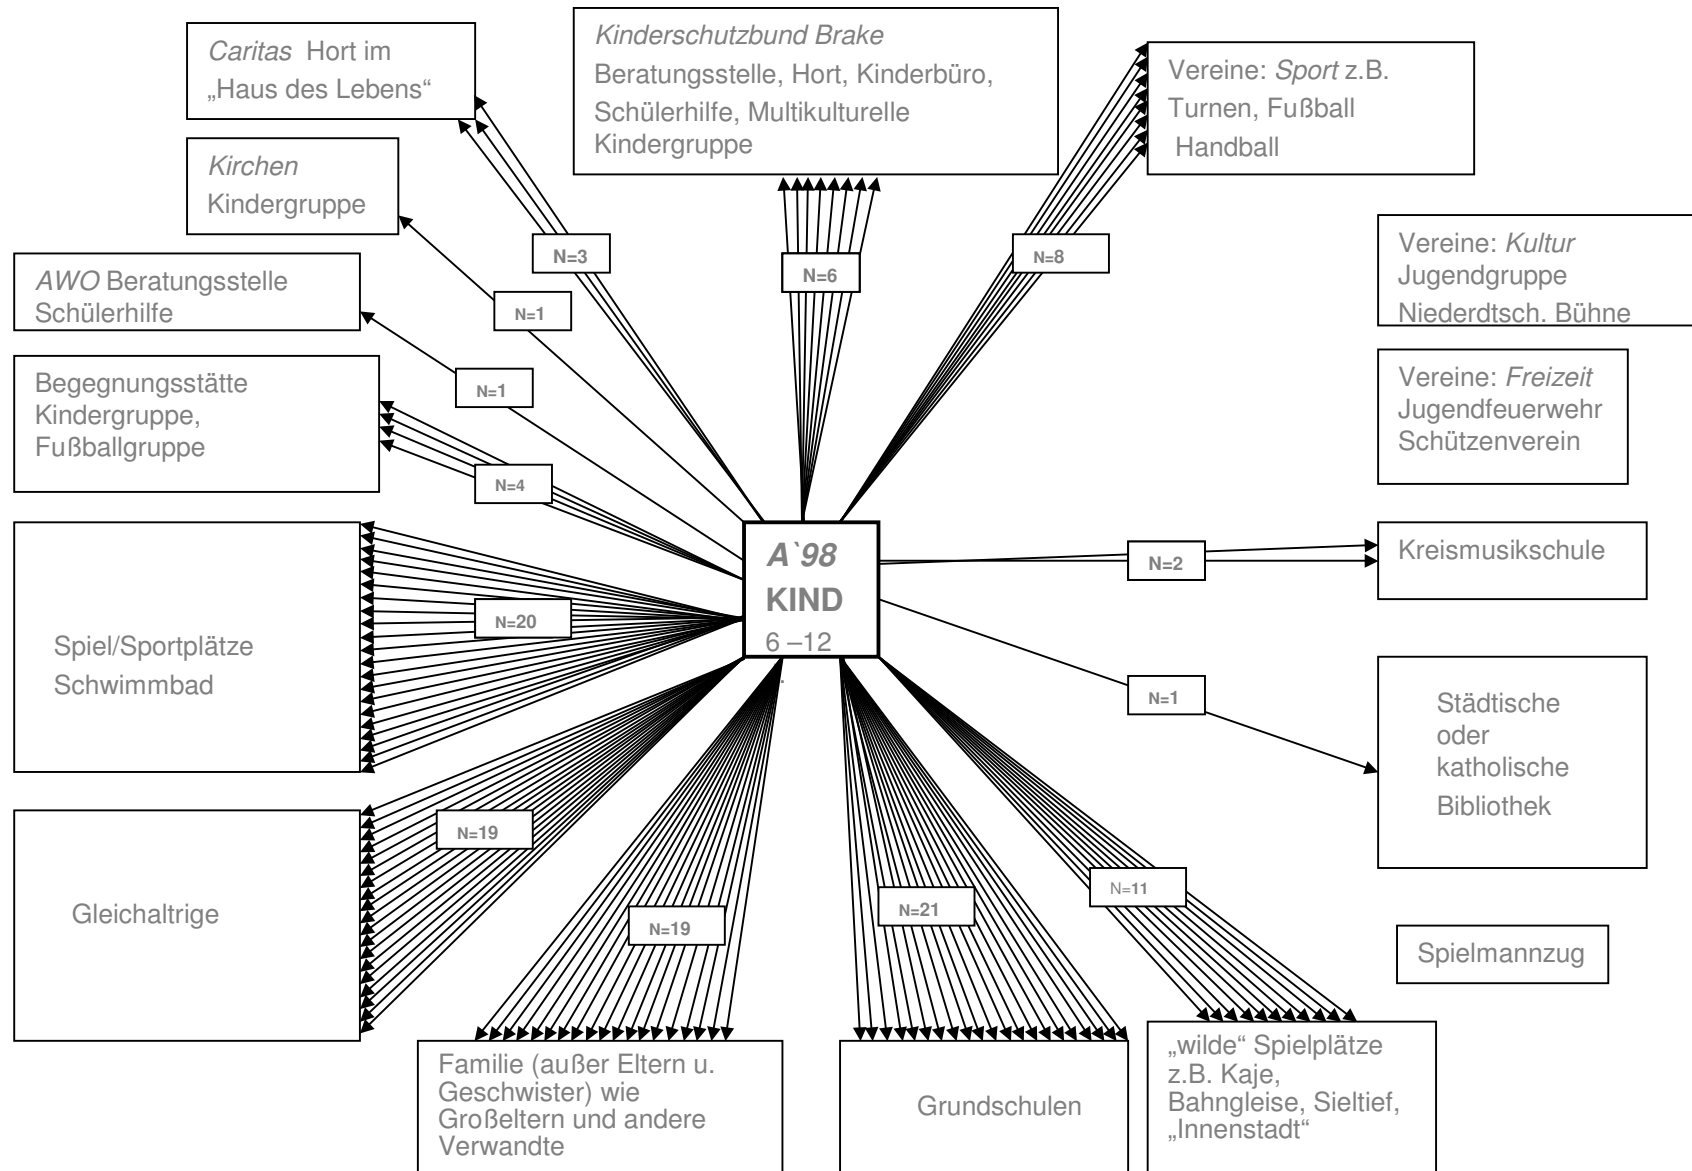 Caritas  Hort im
„Haus des Lebens“
Kinderschutzbund Brake
Beratungsstelle, Hort, Kinderbüro,
Schülerhilfe, Multikulturelle
Kindergruppe
Vereine: Sport z.B.
Turnen, Fußball
Handball
Kirchen
Kindergruppe
Vereine: Kultur
Jugendgruppe
Niederdtsch. Bühne
AWO Beratungsstelle
Schülerhilfe
Vereine: Freizeit
Jugendfeuerwehr
Schützenverein
Begegnungsstätte
Kindergruppe,
Fußballgruppe
N=3
N=6
N=8
N=1
N=1
N=4
A`98
KIND
6 –12
.
N=2
Kreismusikschule
N=20
Spiel/Sportplätze
Schwimmbad
N=1
Städtische
oder
katholische
Bibliothek
N=19
Gleichaltrige
N=19
N=21
N=11
Spielmannzug
Familie (außer Eltern u.
Geschwister) wie
Großeltern und andere
Verwandte
Grundschulen
„wilde“ Spielplätze
z.B. Kaje,
Bahngleise, Sieltief,
„Innenstadt“